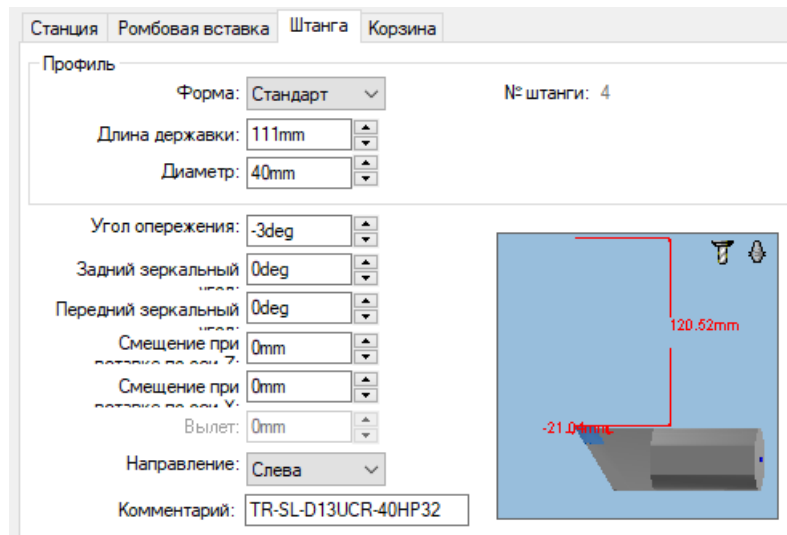 Станция Ромбовая вставка Штанга Корзина
Профиль
Форма: Стандарт № штанги: 4
Длина державки: 111mm
Диаметр: 40mm
Угол опережения: -3deg
Задний зеркальный 0deg
Передний зеркальный 0deg
Смещение при 0mm
Смещение при 0mm
Вылет: 0mm
Направление: Слева
Комментарий: TR-SL-D13UCR-40HP32
120.52mm
-21.04mm